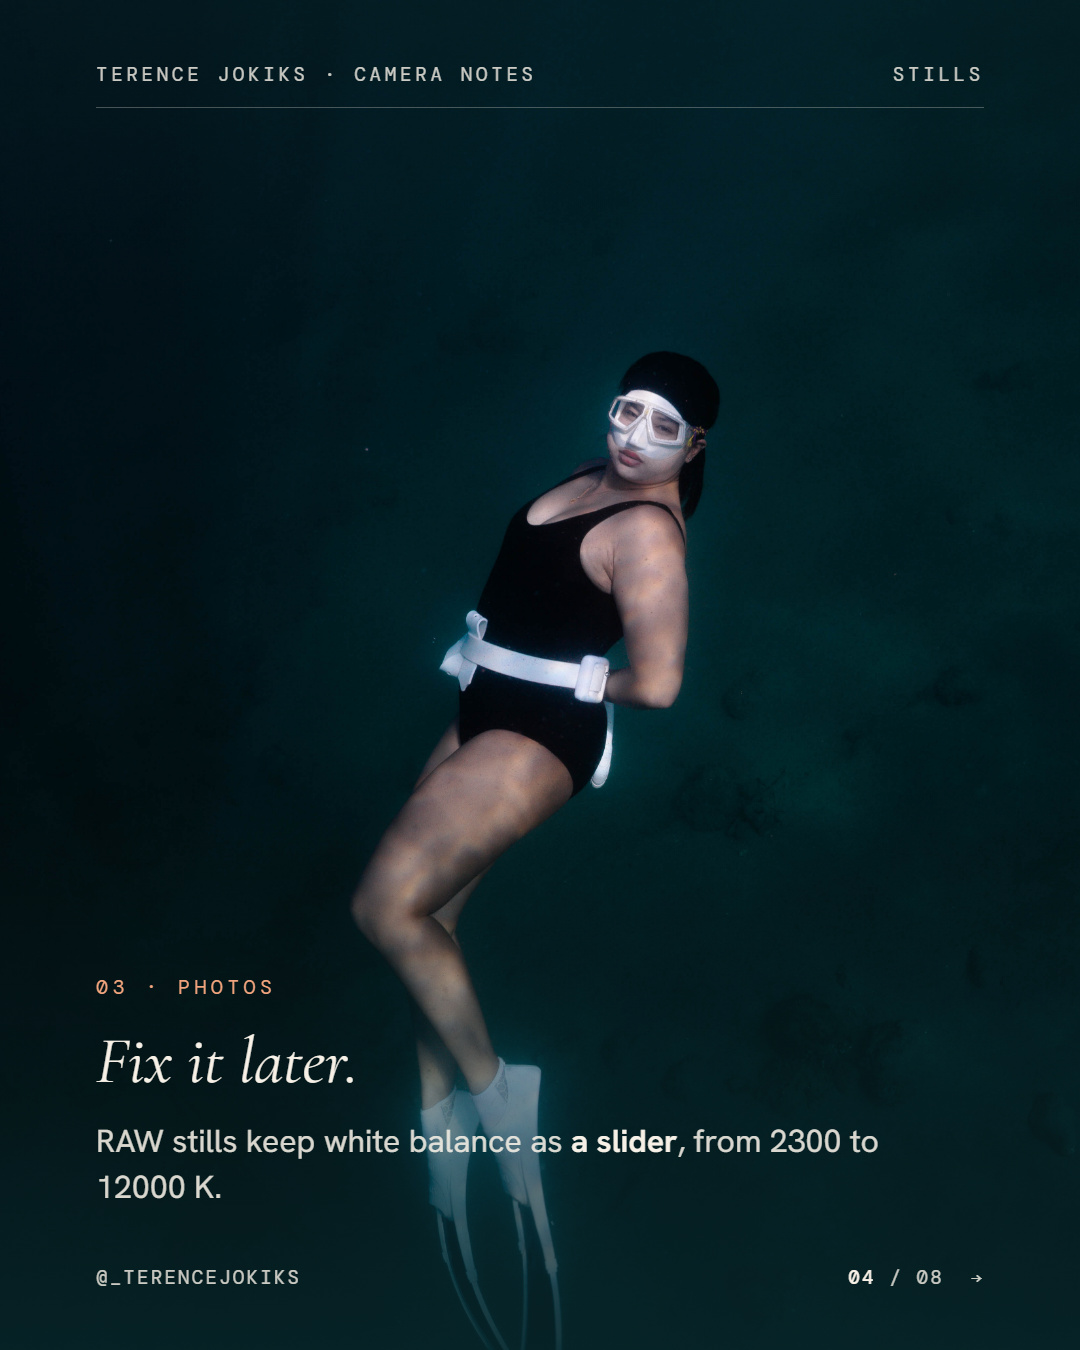 TERENCE JOKIKS · CAMERA NOTES
STILLS
03 · PHOTOS
Fix it later.
RAW stills keep white balance as a slider, from 2300 to
12000 K.
@_TERENCEJOKIKS
04 / 08 →